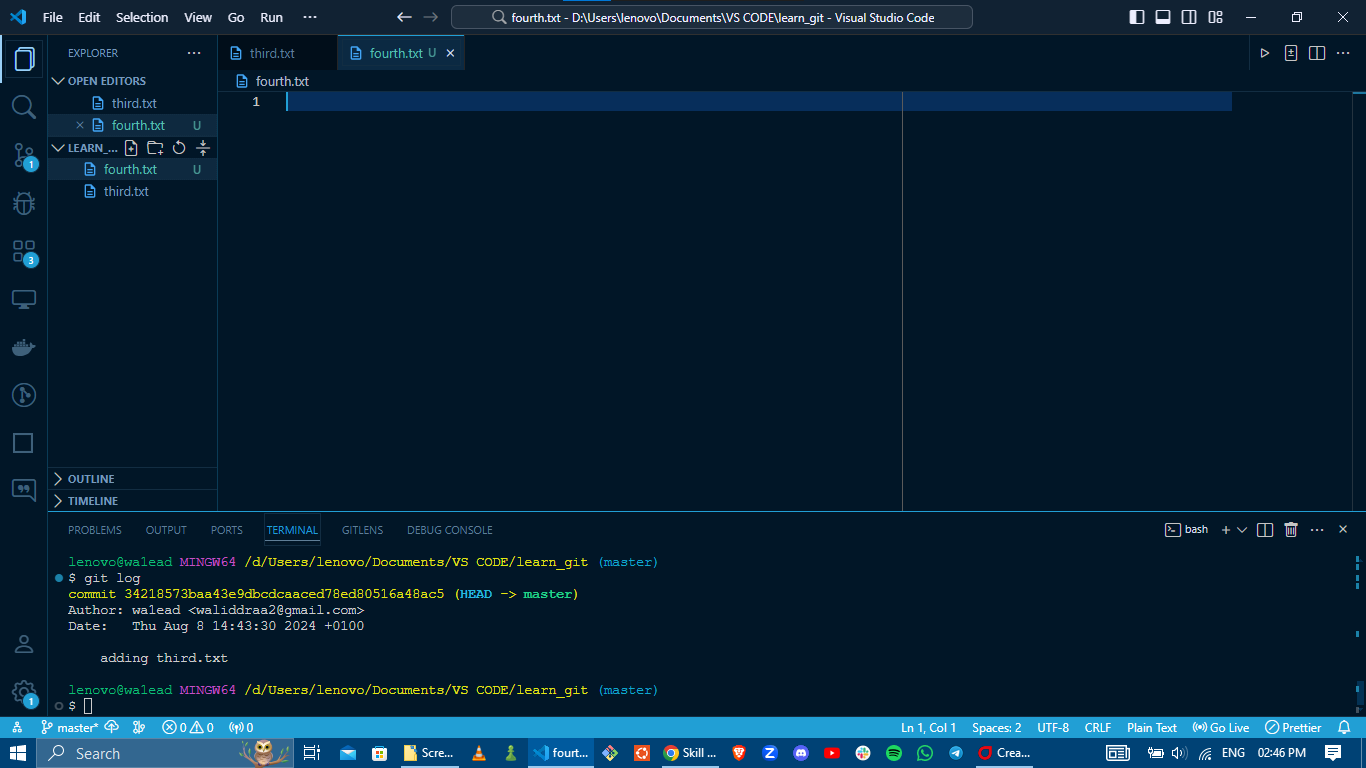 File Edit Selection View Go Run ··· fourth.txt - D:\Users\lenovo\Documents\VS CODE\learn_git - Visual Studio Code
EXPLORER ···
third.txt
fourth.txt U
OPEN EDITORS
fourth.txt
third.txt
1
fourth.txt U
LEARN_...
fourth.txt U
third.txt
1
3
OUTLINE
TIMELINE
PROBLEMS OUTPUT PORTS TERMINAL GITLENS DEBUG CONSOLE bash
lenovo@wa1ead MINGW64 /d/Users/lenovo/Documents/VS CODE/learn_git (master)
$ git log
commit 34218573baa43e9dbcdcaaced78ed80516a48ac5 (HEAD -> master)
Author: wa1ead <waliddraa2@gmail.com>
Date:   Thu Aug 8 14:43:30 2024 +0100
adding third.txt
lenovo@wa1ead MINGW64 /d/Users/lenovo/Documents/VS CODE/learn_git (master)
$
1
master* 0 0 0 Ln 1, Col 1 Spaces: 2 UTF-8 CRLF Plain Text Go Live Prettier
Search Scre... fourt... Skill ... Crea... ENG 02:46 PM